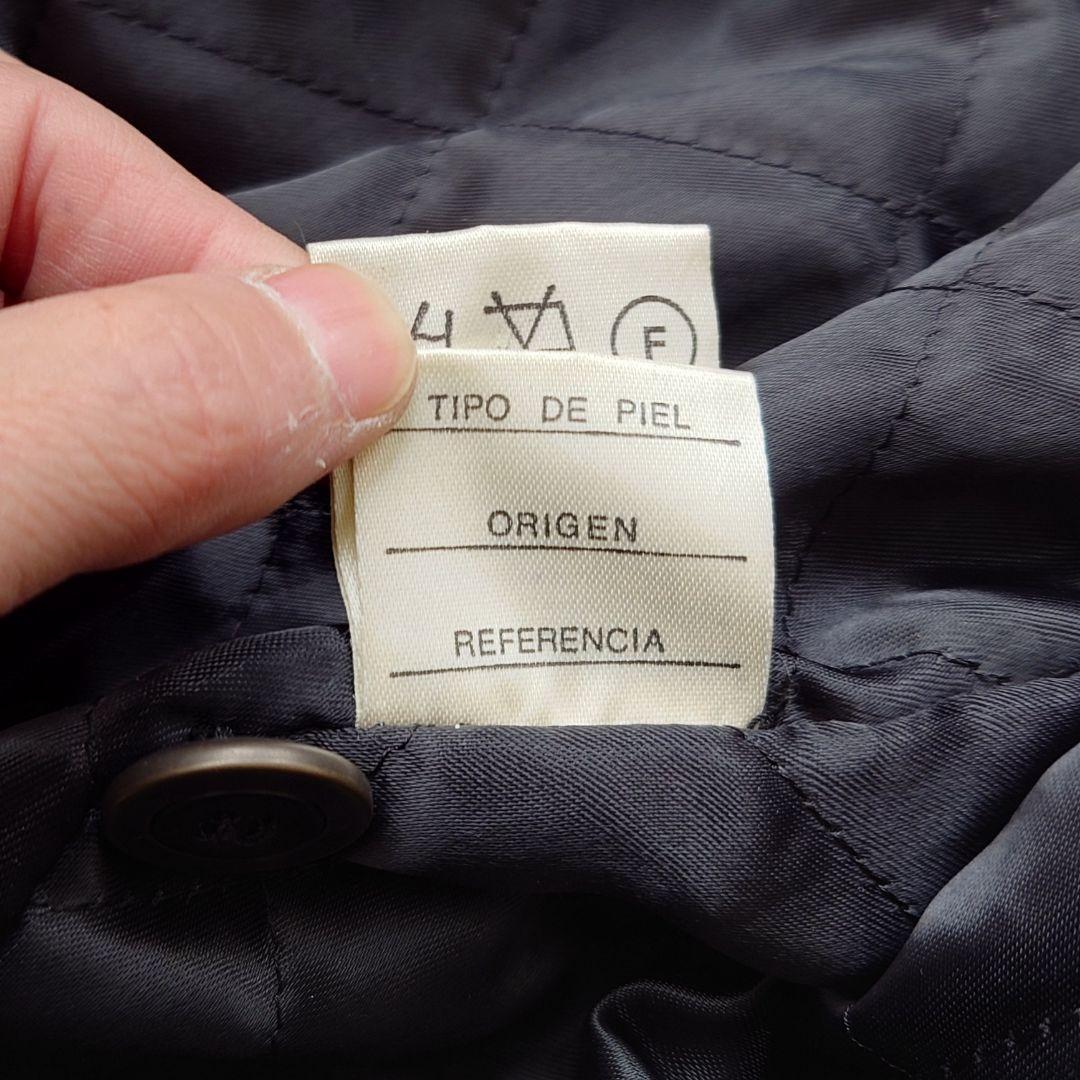 F
TIPO DE PIEL
ORIGEN
REFERENCIA